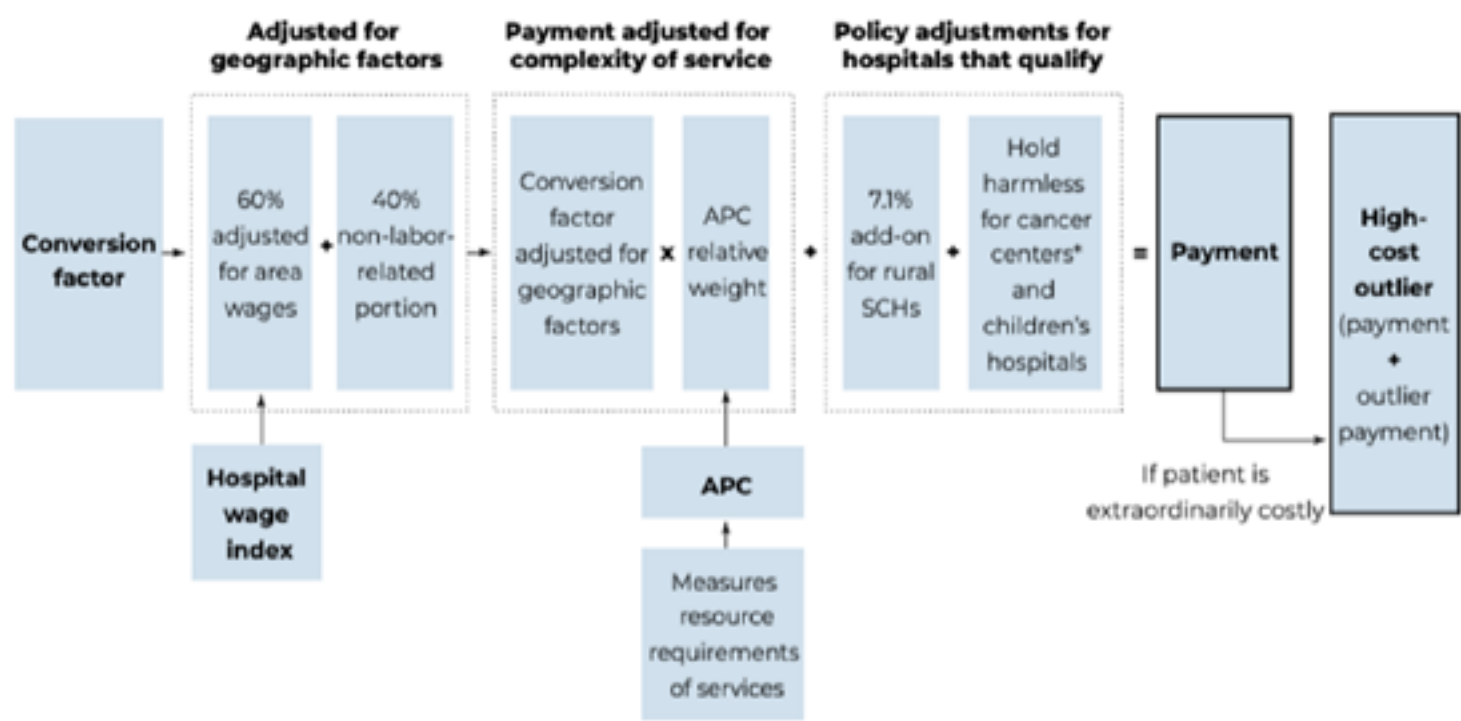 Adjusted for
geographic factors
Payment adjusted for
complexity of service
Policy adjustments for
hospitals that qualify
Conversion
factor
60%
adjusted
for area
wages
+
40%
non-labor-
related
portion
Conversion
factor
adjusted for
geographic
factors
x
APC
relative
weight
+
7.1%
add-on
for rural
SCHs
+
Hold
harmless
for cancer
centers*
and
children's
hospitals
=
Payment
High-
cost
outlier
(payment
+
outlier
payment)
Hospital
wage
index
APC
Measures
resource
requirements
of services
If patient is
extraordinarily costly